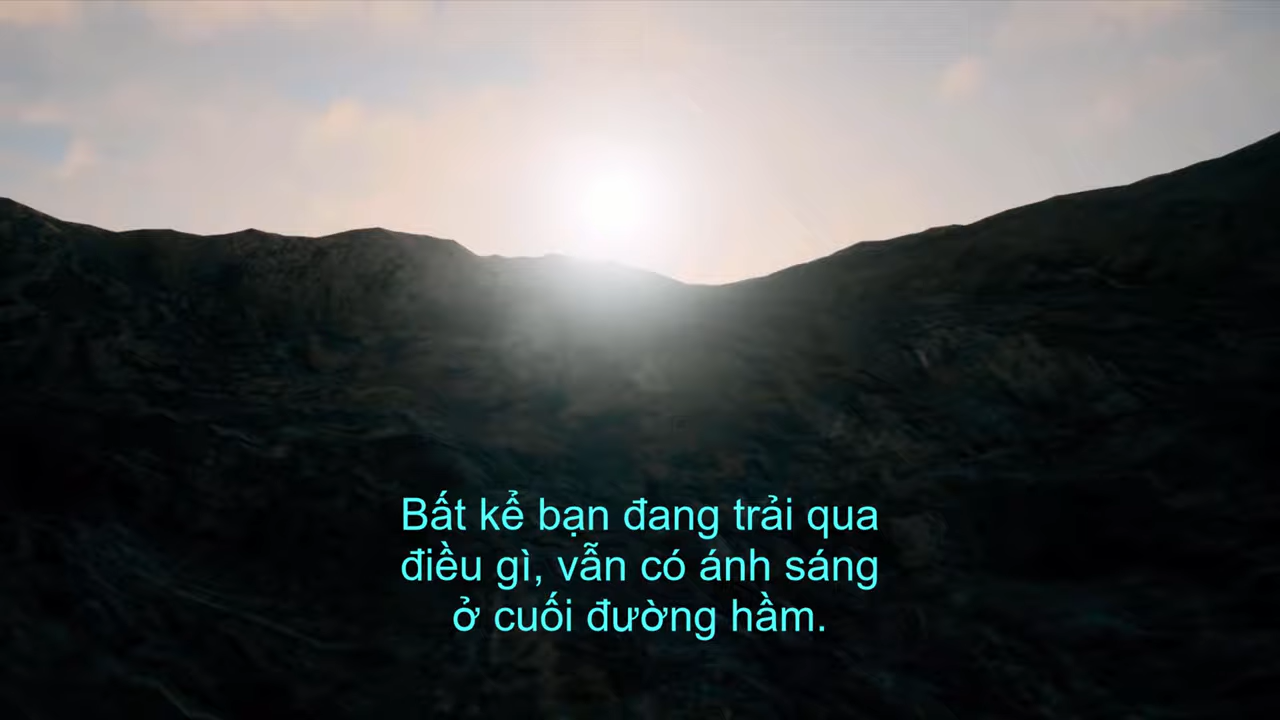 Bất kể bạn đang trải qua
điều gì, vẫn có ánh sáng
ở cuối đường hầm.